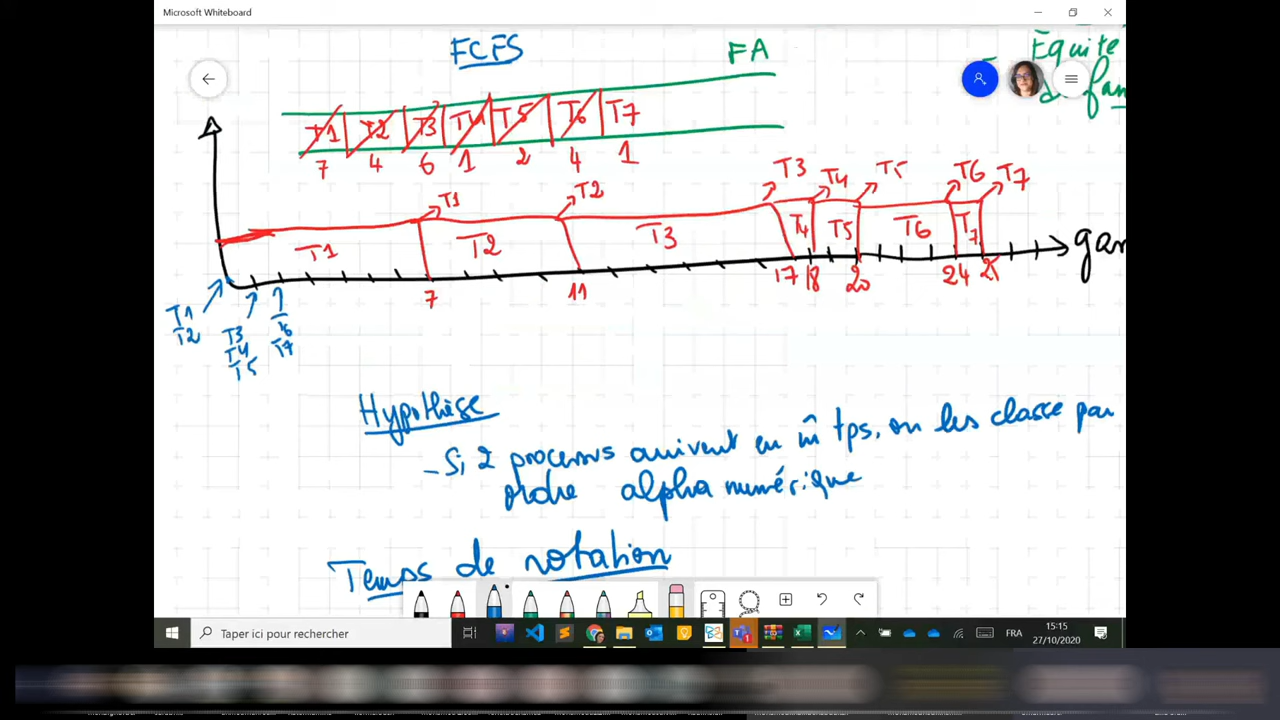 Microsoft Whiteboard
FCFS
FA
Équité
T1 T2 T3 T4 T5 T6 T7
7 4 6 1 2 4 1
T1 T2 T3 T4 T5 T6 T7
T1 T2 T3 T4 T5 T6 T7
7 11 17 18 20 24 25
T1
T2
T3
T4
T5
T6
T7
Hypothèse
- Si 2 processus arrivent en m̂ tps, on les classe par
ordre alpha numérique
Temps de rotation
Taper ici pour rechercher
FRA
15:15
27/10/2020